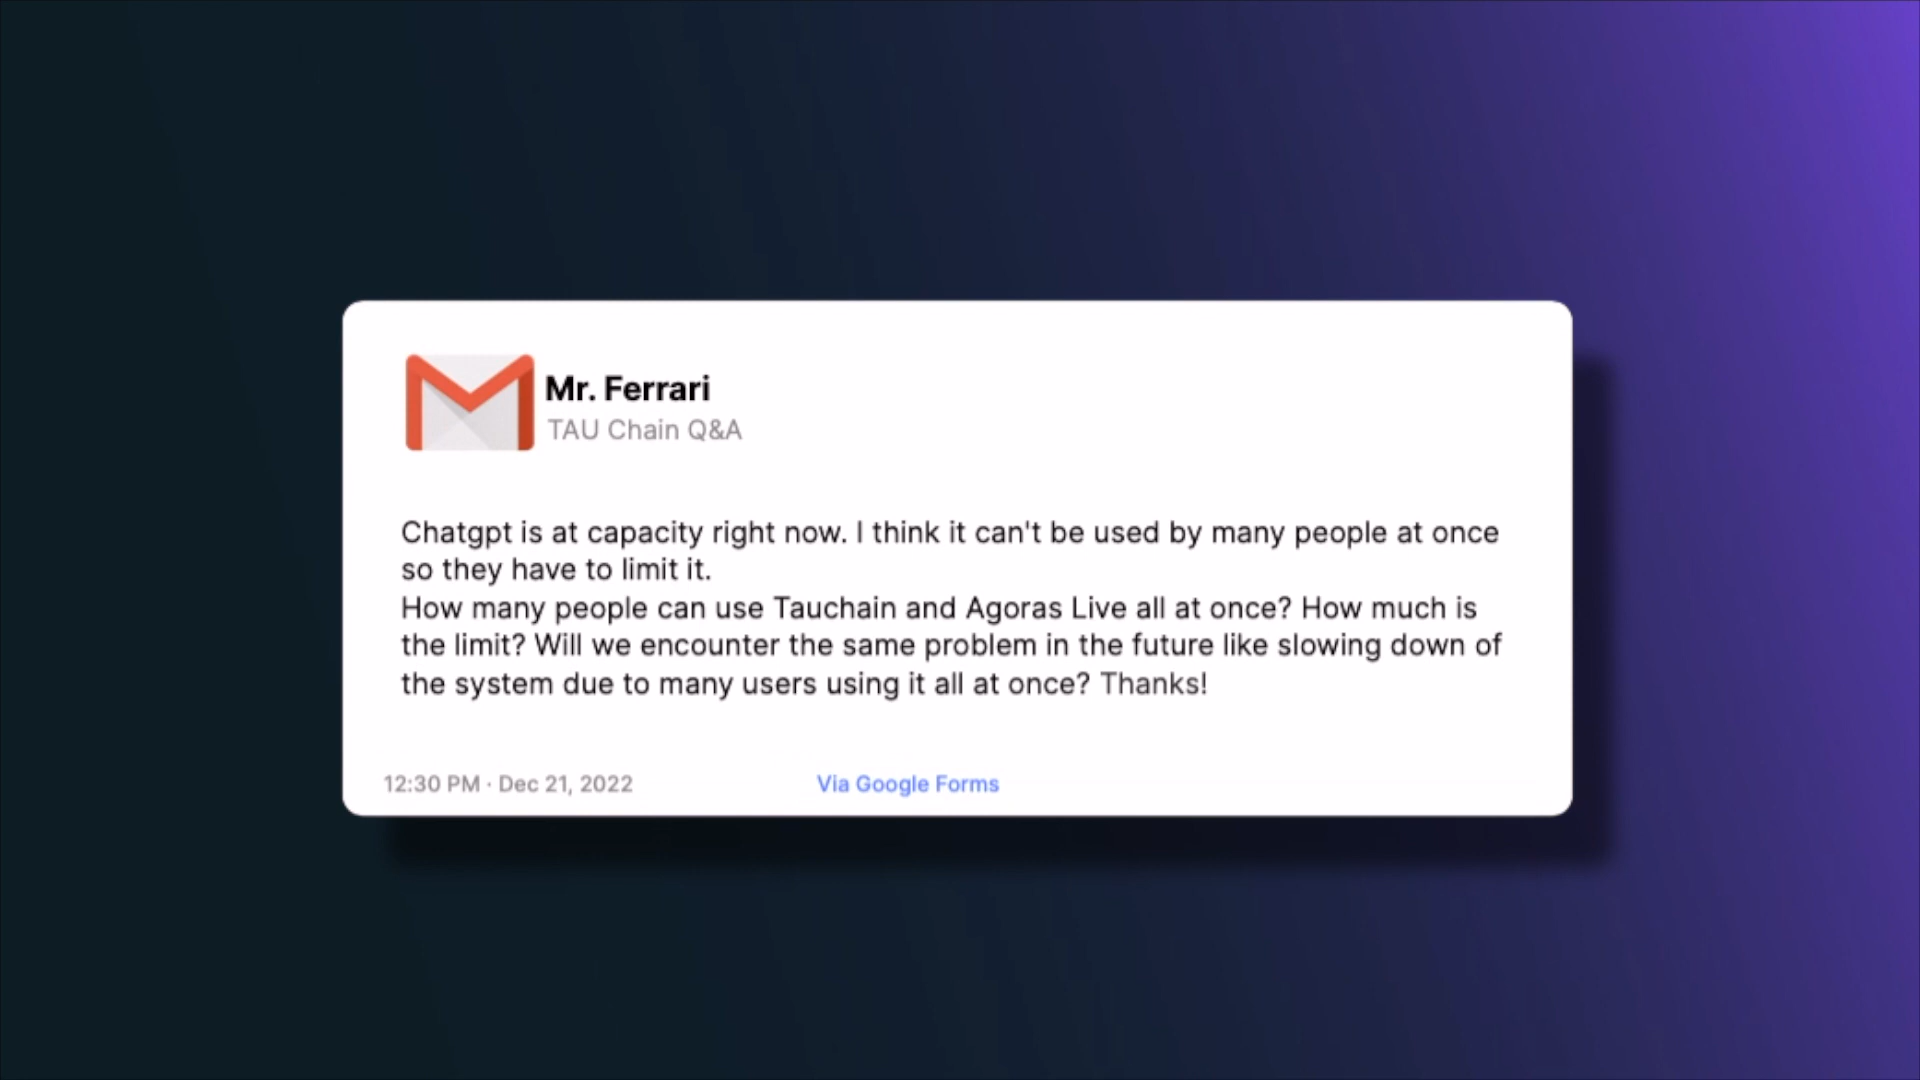 Mr. Ferrari
TAU Chain Q&A
Chatgpt is at capacity right now. I think it can't be used by many people at once
so they have to limit it.
How many people can use Tauchain and Agoras Live all at once? How much is
the limit? Will we encounter the same problem in the future like slowing down of
the system due to many users using it all at once? Thanks!
12:30 PM · Dec 21, 2022
Via Google Forms